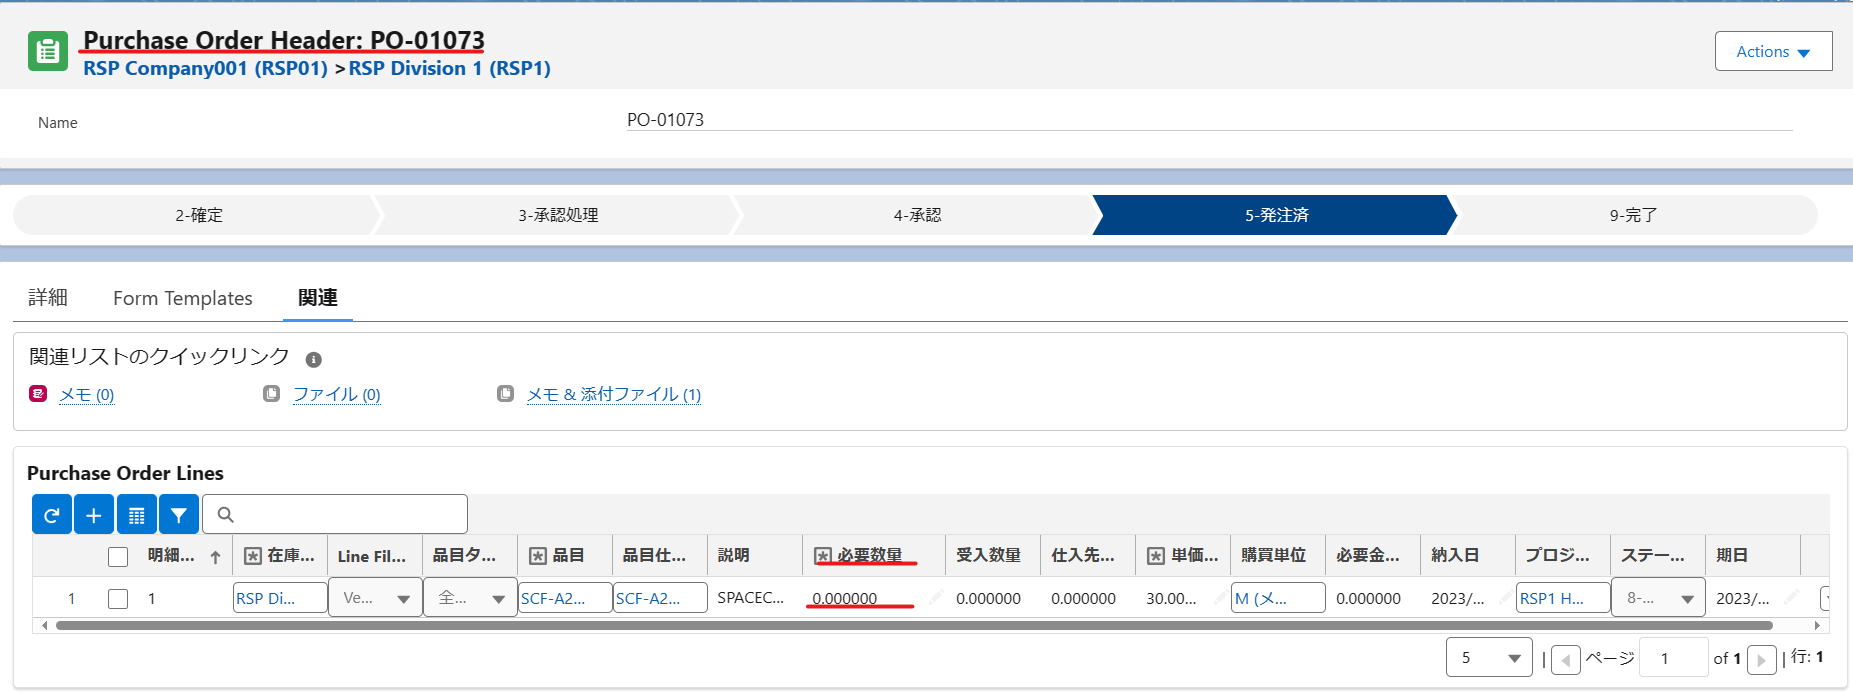 Purchase Order Header: PO-01073
RSP Company001 (RSP01) >RSP Division 1 (RSP1)
Actions
Name
PO-01073
2-確定
3-承認処理
4-承認
5-発注済
9-完了
詳細
Form Templates
関連
関連リストのクイックリンク
メモ (0)
ファイル (0)
メモ & 添付ファイル (1)
Purchase Order Lines
明細... 在庫... Line Fil... 品目タ... 品目 品目仕... 説明 必要数量 受入数量 仕入先... 単価... 購買単位 必要金... 納入日 プロジ... ステー... 期日
1 1 RSP Di... Ve... 全... SCF-A2... SCF-A2... SPACEC... 0.000000 0.000000 0.000000 30.00... M (メ... 0.000000 2023/... RSP1 H... 8-... 2023/...
5 | ページ 1 of 1 | 行: 1